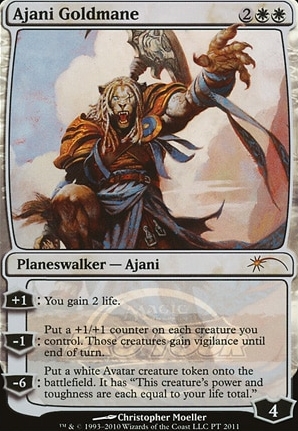 Ajani Goldmane 2
Planeswalker — Ajani
+1: You gain 2 life.
-1: Put a +1/+1 counter on each creature you
control. Those creatures gain vigilance until
end of turn.
-6: Put a white Avatar creature token onto the
battlefield. It has “This creature’s power and
toughness are each equal to your life total.”
4
Christopher Moeller
™ & © 1993–2010 Wizards of the Coast LLC PT 2011